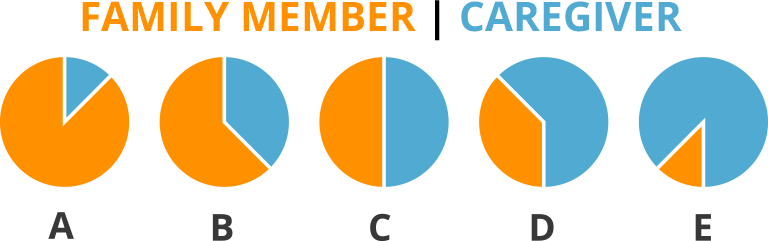 FAMILY MEMBER | CAREGIVER
A B C D E